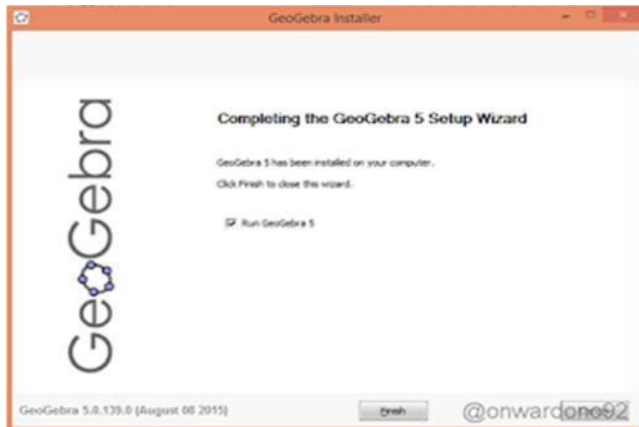 GeoGebra Installer
GeoGebra
Completing the GeoGebra 5 Setup Wizard
GeoGebra 5 has been installed on your computer.
Click Finish to close this wizard.
Run GeoGebra 5
GeoGebra 5.0.139.0 (August 08 2015)
Finish
@onwardono92